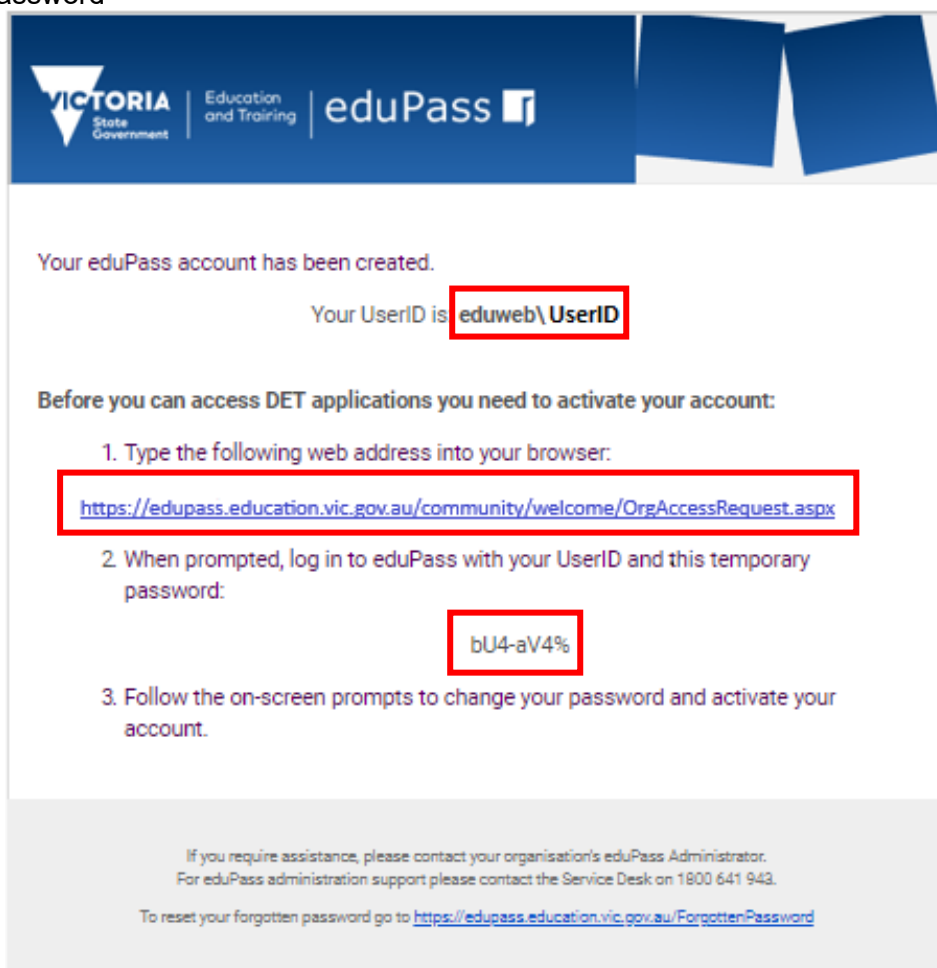 assword
VICTORIA
State
Government
Education
and Training
eduPass
Your eduPass account has been created.
Your UserID is eduweb\UserID
Before you can access DET applications you need to activate your account:
1. Type the following web address into your browser:
https://edupass.education.vic.gov.au/community/welcome/OrgAccessRequest.aspx
2. When prompted, log in to eduPass with your UserID and this temporary
password:
bU4-aV4%
3. Follow the on-screen prompts to change your password and activate your
account.
If you require assistance, please contact your organisation's eduPass Administrator.
For eduPass administration support please contact the Service Desk on 1800 641 943.
To reset your forgotten password go to https://edupass.education.vic.gov.au/ForgottenPassword